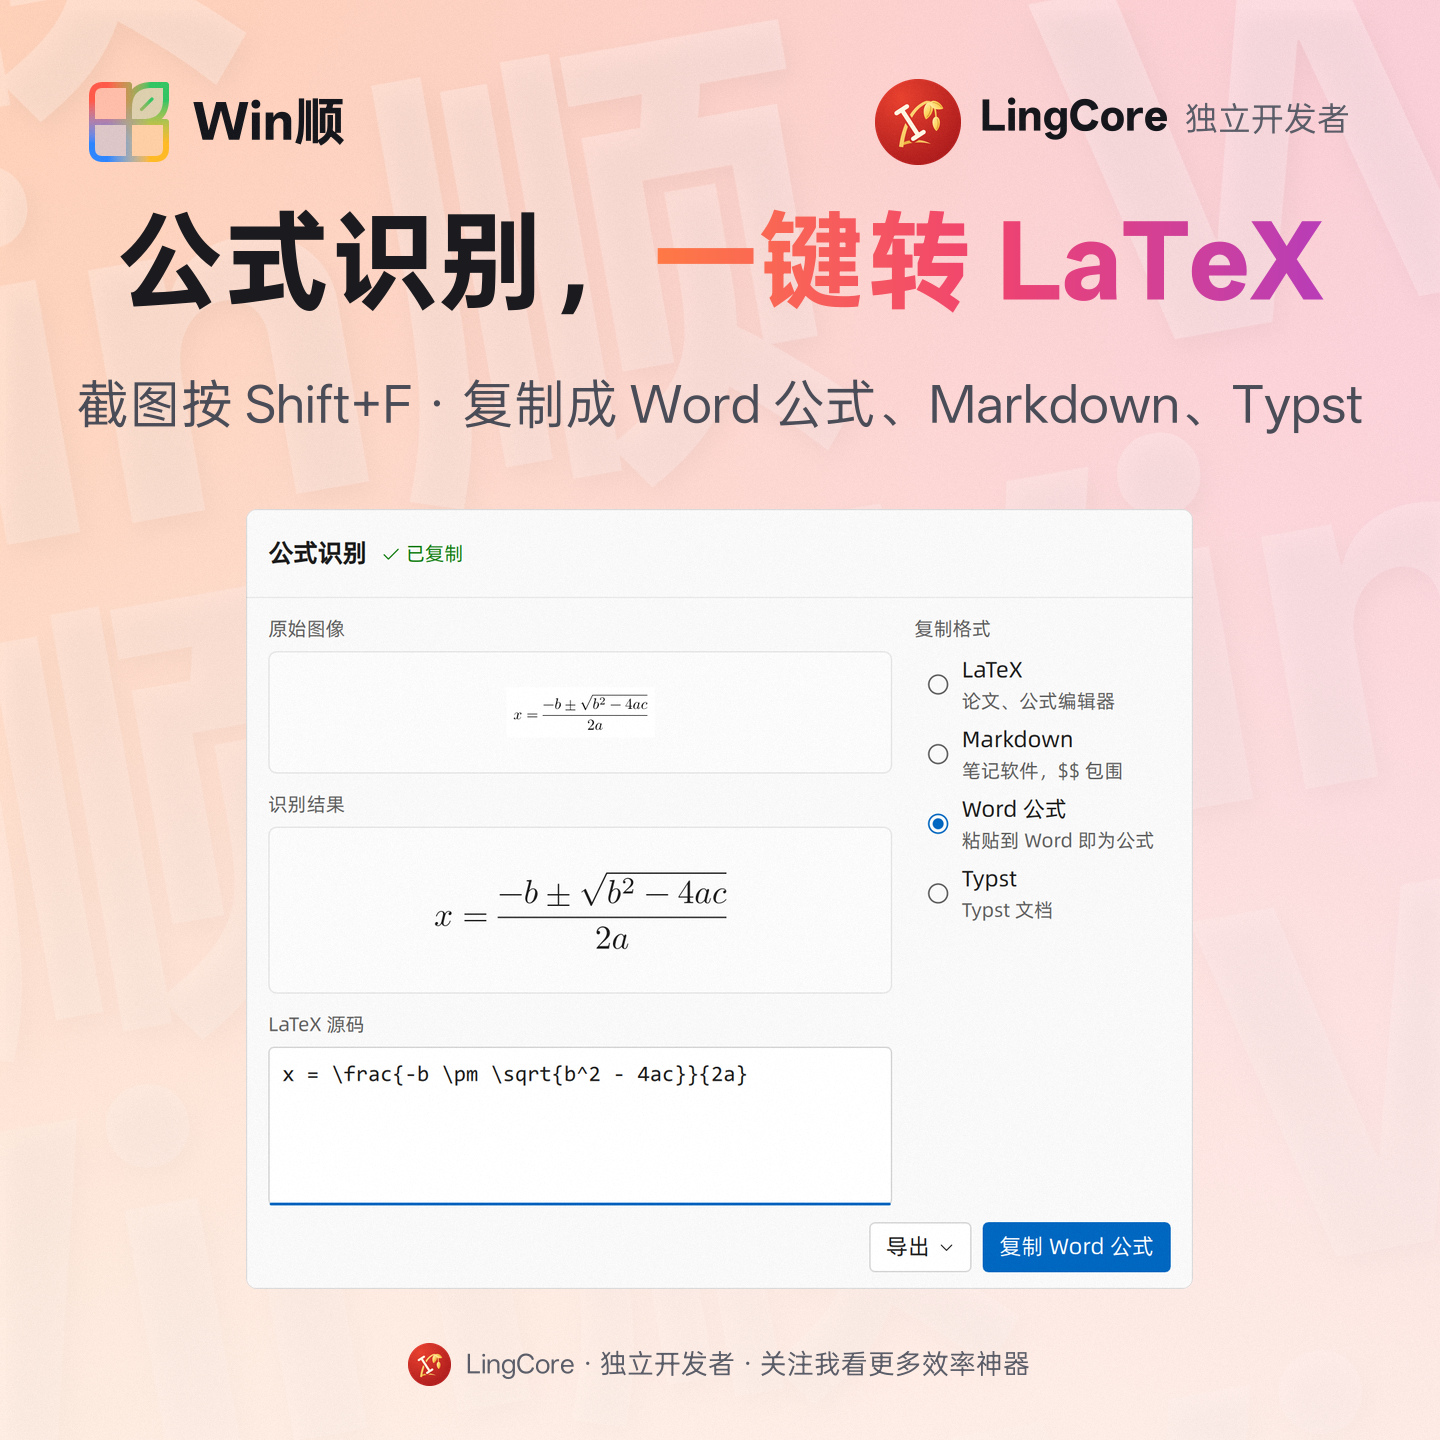 Win顺
LingCore 独立开发者
公式识别，一键转 LaTeX
截图按 Shift+F · 复制成 Word 公式、Markdown、Typst
公式识别 ✓ 已复制
原始图像
x = \frac{-b \pm \sqrt{b^2 - 4ac}}{2a}
识别结果
x = \frac{-b \pm \sqrt{b^2 - 4ac}}{2a}
LaTeX 源码
x = \frac{-b \pm \sqrt{b^2 - 4ac}}{2a}
复制格式
LaTeX
论文、公式编辑器
Markdown
笔记软件，$$ 包围
Word 公式
粘贴到 Word 即为公式
Typst
Typst 文档
导出
复制 Word 公式
LingCore · 独立开发者 · 关注我看更多效率神器